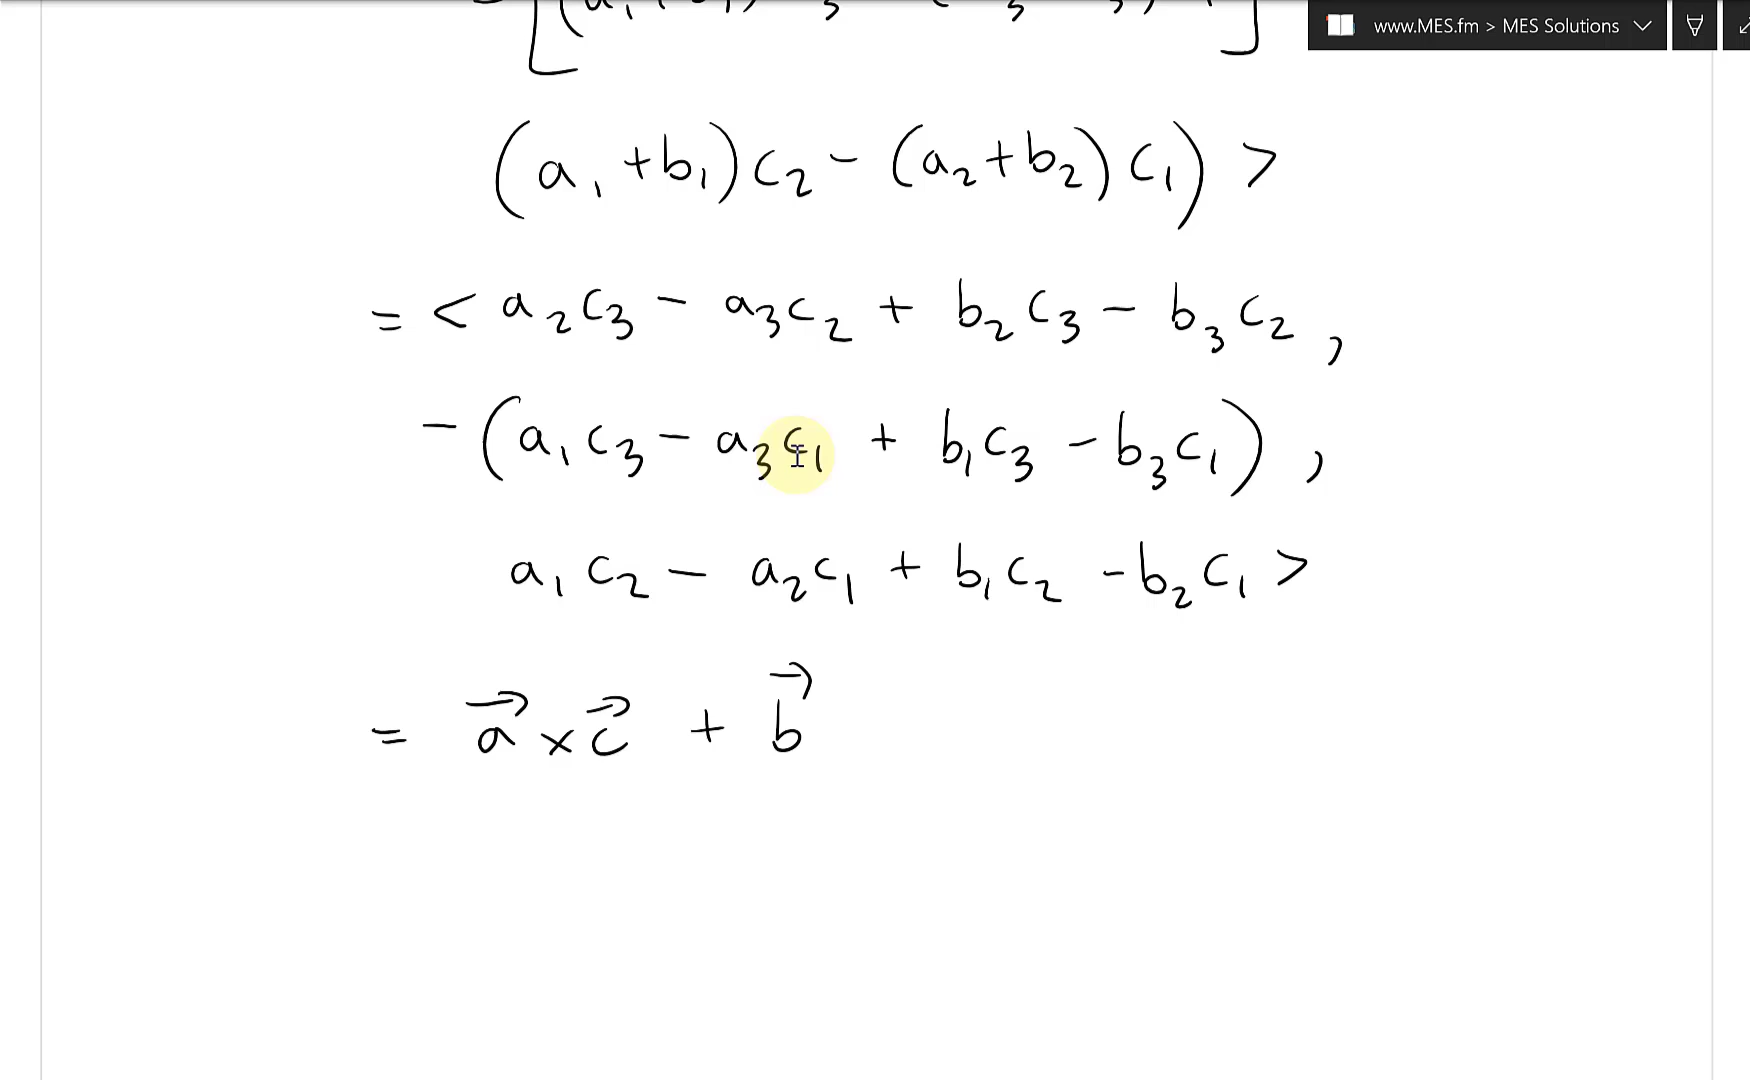 www.MES.fm > MES Solutions
(a₁ + b₁) c₂ - (a₂ + b₂) c₁) >
= < a₂c₃ - a₃c₂ + b₂c₃ - b₃c₂ ,
- (a₁c₃ - a₃c₁ + b₁c₃ - b₃c₁) ,
a₁c₂ - a₂c₁ + b₁c₂ - b₂c₁ >
= a⃗ × c⃗ + b⃗